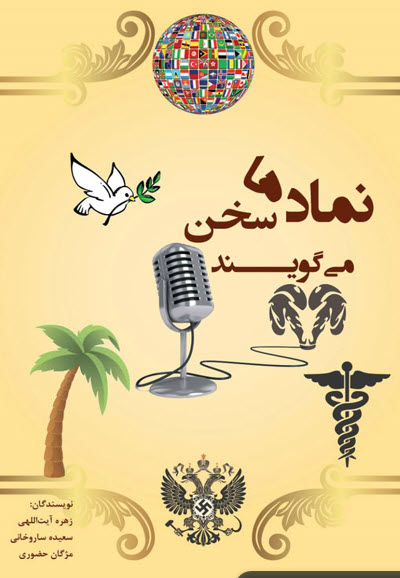 نمادها سخن
می‌گویند
نویسندگان:
زهره آیت‌اللهی
سعیده ساروخانی
مژگان حضوری